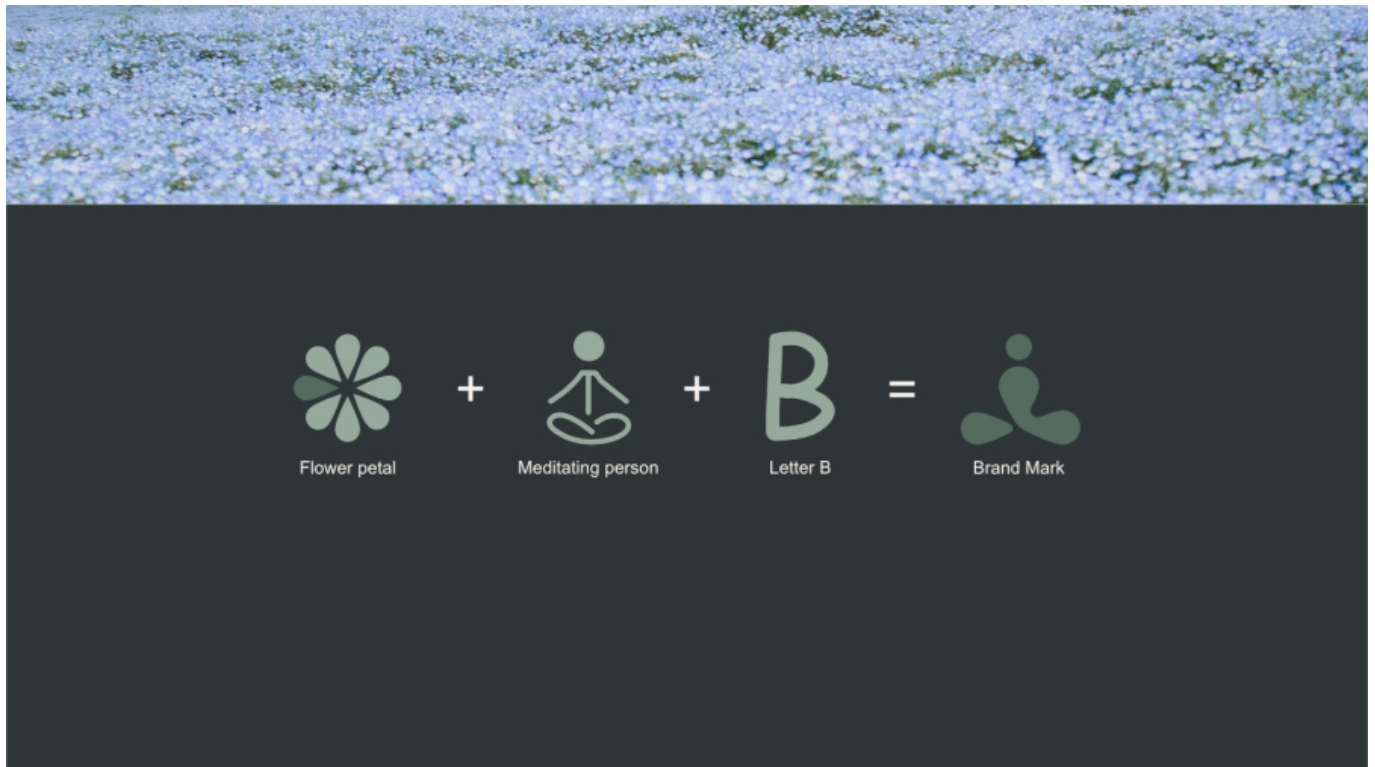 + + B =
Flower petal Meditating person Letter B Brand Mark